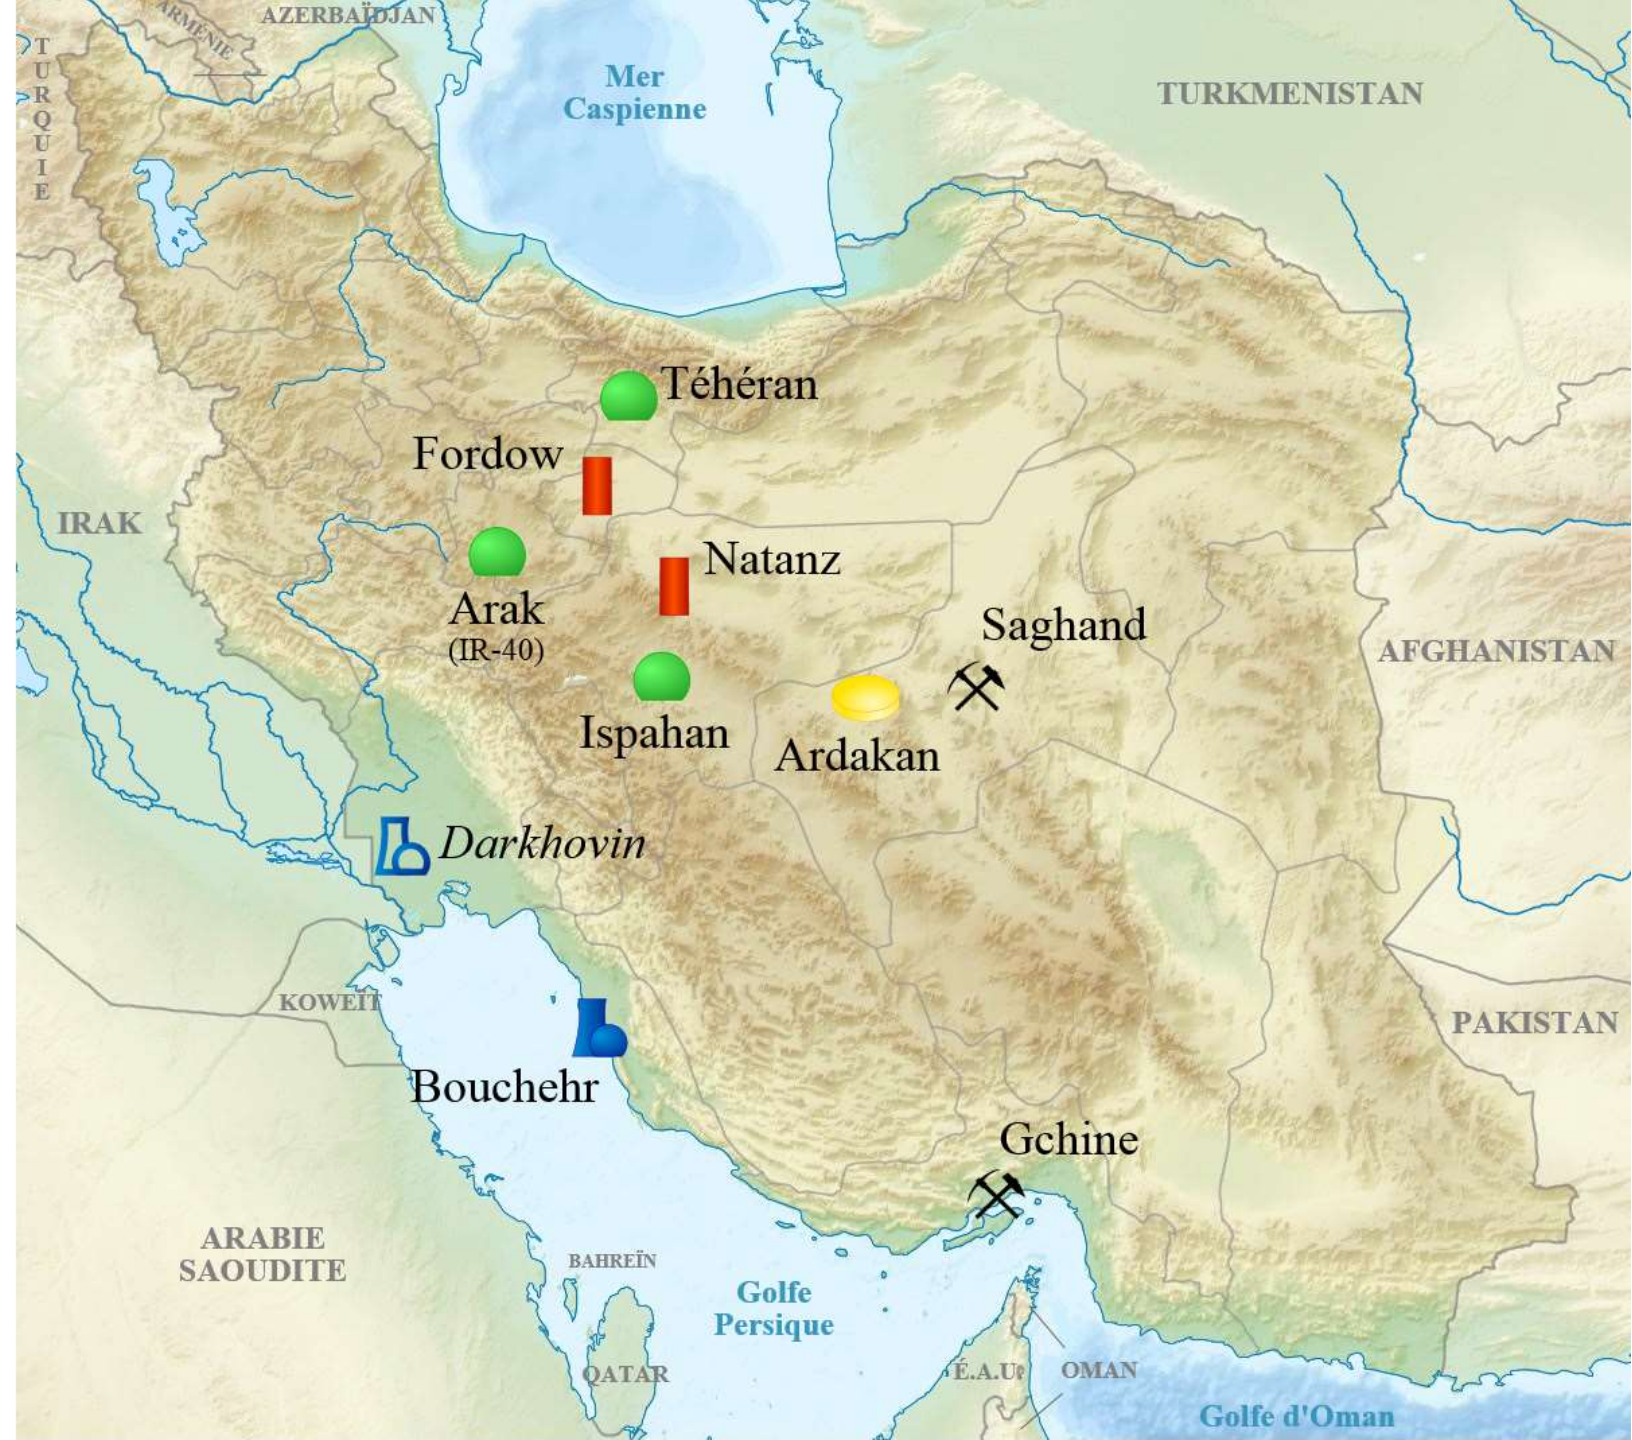 ARMÉNIE
AZERBAÏDJAN
TURQUIE
Mer
Caspienne
TURKMENISTAN
Téhéran
Fordow
IRAK
Natanz
Arak
(IR-40)
Saghand
AFGHANISTAN
Ispahan
Ardakan
Darkhovin
KOWEÏT
PAKISTAN
Bouchehr
Gchine
ARABIE
SAOUDITE
BAHREÏN
Golfe
Persique
QATAR
É.A.U.
OMAN
Golfe d'Oman